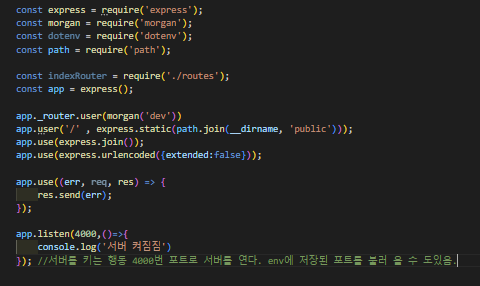 const express = require('express');
const morgan = require('morgan');
const dotenv = require('dotenv');
const path = require('path');
const indexRouter = require('./routes');
const app = express();
app._router.user(morgan('dev'))
app.user('/' , express.static(path.join(__dirname, 'public')));
app.use(express.join());
app.use(express.urlencoded({extended:false}));
app.use((err, req, res) => {
res.send(err);
});
app.listen(4000,()=>{
console.log('서버 켜짐짐')
}); //서버를 키는 행동 4000번 포트로 서버를 연다. env에 저장된 포트를 불러 올 수 도있음.